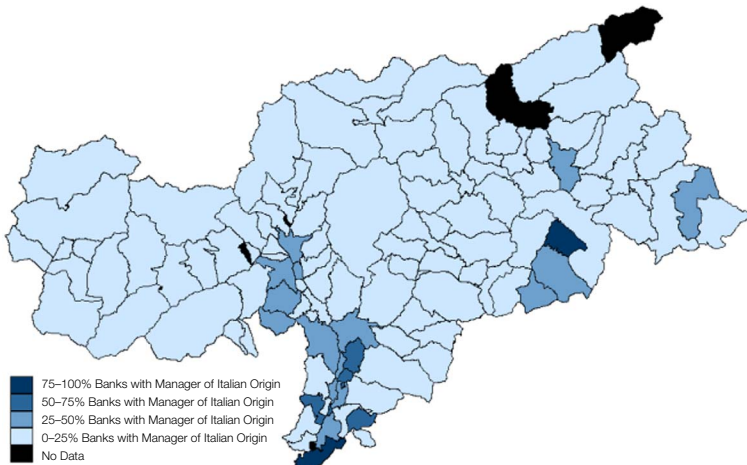 75–100% Banks with Manager of Italian Origin
50–75% Banks with Manager of Italian Origin
25–50% Banks with Manager of Italian Origin
0–25% Banks with Manager of Italian Origin
No Data